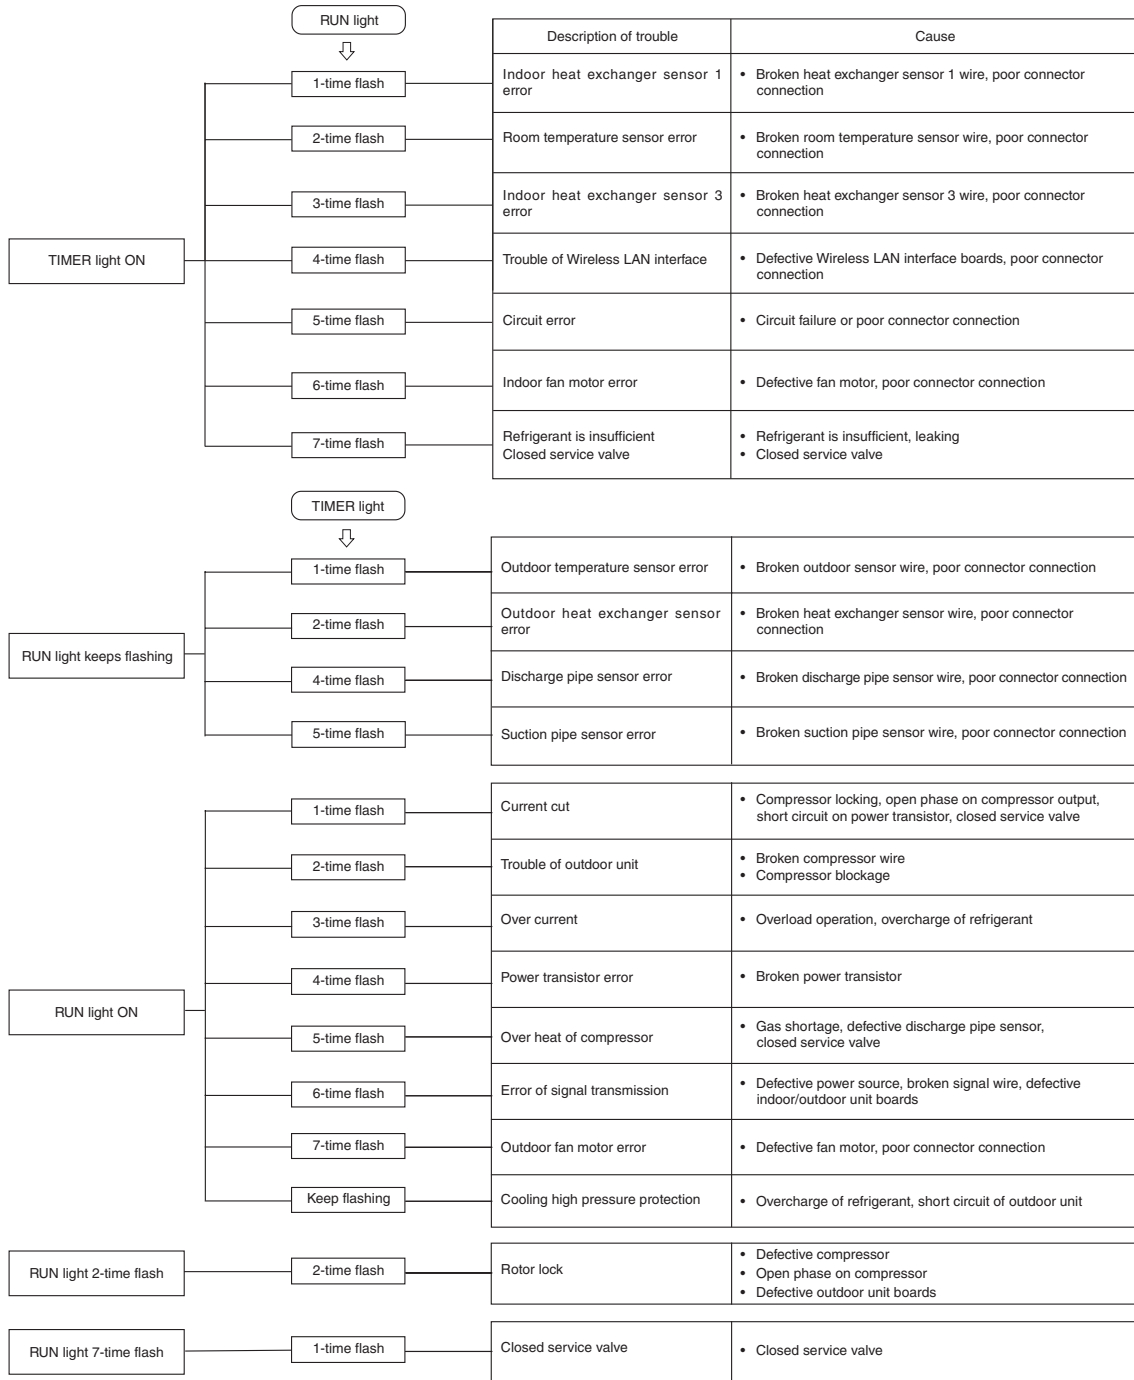 RUN light
Description of trouble
Cause
1-time flash
Indoor heat exchanger sensor 1
error
• Broken heat exchanger sensor 1 wire, poor connector
connection
2-time flash
Room temperature sensor error
• Broken room temperature sensor wire, poor connector
connection
3-time flash
Indoor heat exchanger sensor 3
error
• Broken heat exchanger sensor 3 wire, poor connector
connection
TIMER light ON
4-time flash
Trouble of Wireless LAN interface
• Defective Wireless LAN interface boards, poor connector
connection
5-time flash
Circuit error
• Circuit failure or poor connector connection
6-time flash
Indoor fan motor error
• Defective fan motor, poor connector connection
7-time flash
Refrigerant is insufficient
Closed service valve
• Refrigerant is insufficient, leaking
• Closed service valve
TIMER light
1-time flash
Outdoor temperature sensor error
• Broken outdoor sensor wire, poor connector connection
2-time flash
Outdoor heat exchanger sensor
error
• Broken heat exchanger sensor wire, poor connector
connection
RUN light keeps flashing
4-time flash
Discharge pipe sensor error
• Broken discharge pipe sensor wire, poor connector connection
5-time flash
Suction pipe sensor error
• Broken suction pipe sensor wire, poor connector connection
1-time flash
Current cut
• Compressor locking, open phase on compressor output,
short circuit on power transistor, closed service valve
2-time flash
Trouble of outdoor unit
• Broken compressor wire
• Compressor blockage
3-time flash
Over current
• Overload operation, overcharge of refrigerant
4-time flash
Power transistor error
• Broken power transistor
RUN light ON
5-time flash
Over heat of compressor
• Gas shortage, defective discharge pipe sensor,
closed service valve
6-time flash
Error of signal transmission
• Defective power source, broken signal wire, defective
indoor/outdoor unit boards
7-time flash
Outdoor fan motor error
• Defective fan motor, poor connector connection
Keep flashing
Cooling high pressure protection
• Overcharge of refrigerant, short circuit of outdoor unit
RUN light 2-time flash
2-time flash
Rotor lock
• Defective compressor
• Open phase on compressor
• Defective outdoor unit boards
RUN light 7-time flash
1-time flash
Closed service valve
• Closed service valve